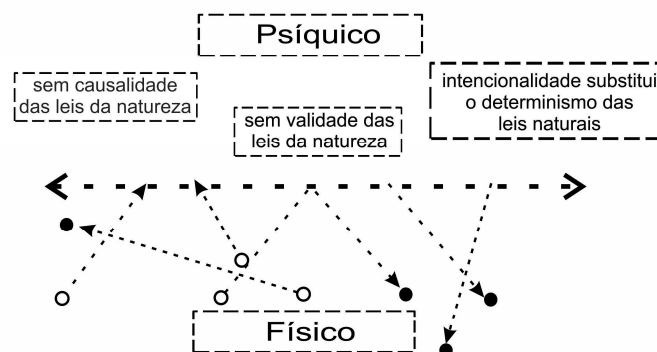 Psíquico
sem causalidade
das leis da natureza
sem validade das
leis da natureza
intencionalidade substitui
o determinismo das
leis naturais
Físico